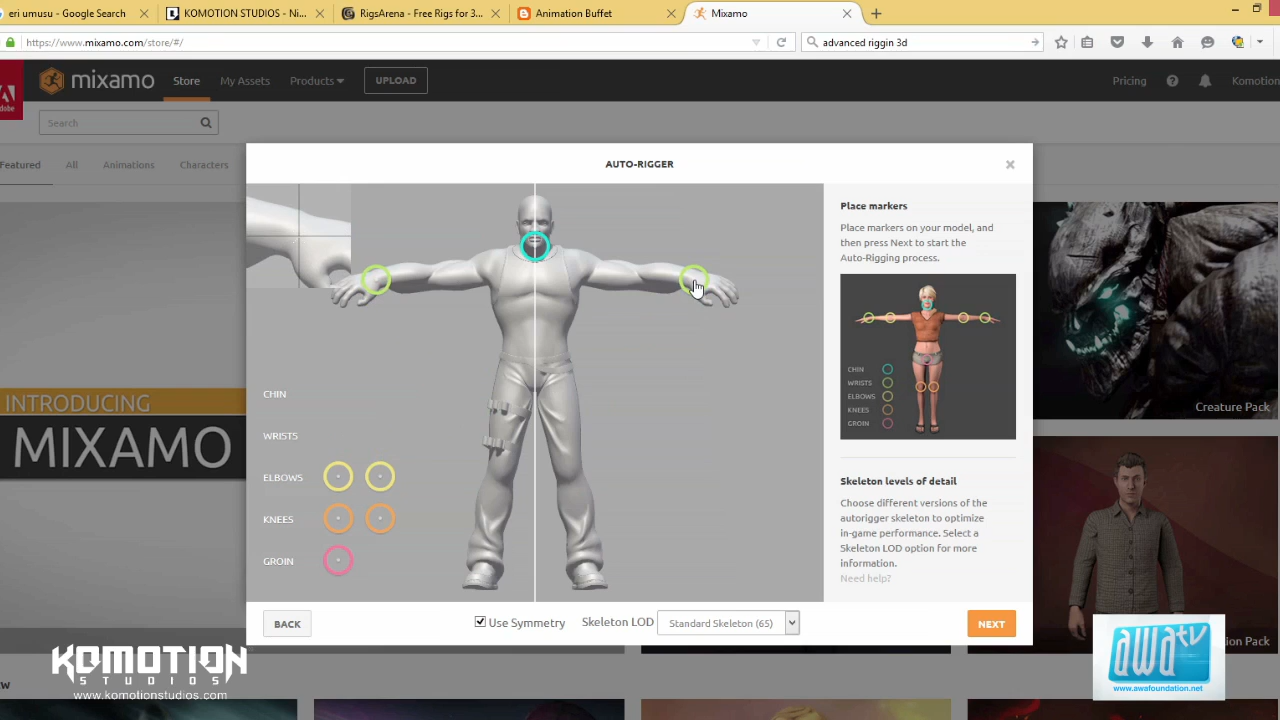 eri umusu - Google Search
KOMOTION STUDIOS - Ni...
RigsArena - Free Rigs for 3...
Animation Buffet
Mixamo
https://www.mixamo.com/store/#/
advanced riggin 3d
Adobe
mixamo
Store
My Assets
Products
UPLOAD
Pricing
Komotion
Search
Featured
All
Animations
Characters
AUTO-RIGGER
Place markers
Place markers on your model, and
then press Next to start the
Auto-Rigging process.
CHIN
WRISTS
ELBOWS
KNEES
GROIN
CHIN
WRISTS
ELBOWS
KNEES
GROIN
INTRODUCING
MIXAMO
Creature Pack
Skeleton levels of detail
Choose different versions of the
autorigger skeleton to optimize
in-game performance. Select a
Skeleton LOD option for more
information.
Need help?
BACK
Use Symmetry
Skeleton LOD
Standard Skeleton (65)
NEXT
KOMOTION
STUDIOS
www.komotionstudios.com
awatv
www.awafoundation.net